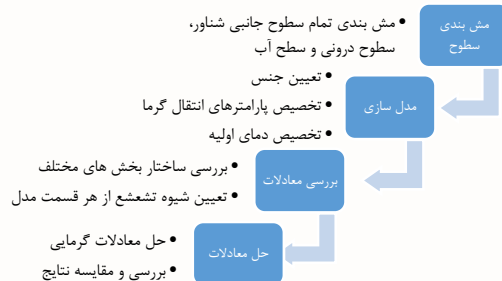 مش بندی
سطوح
• مش بندی تمام سطوح جانبی شناور،
سطوح درونی و سطح آب
مدل سازی
• تعیین جنس
• تخصیص پارامترهای انتقال گرما
• تخصیص دمای اولیه
بررسی معادلات
• بررسی ساختار بخش های مختلف
• تعیین شیوه تشعشع از هر قسمت مدل
حل معادلات
• حل معادلات گرمایی
• بررسی و مقایسه نتایج